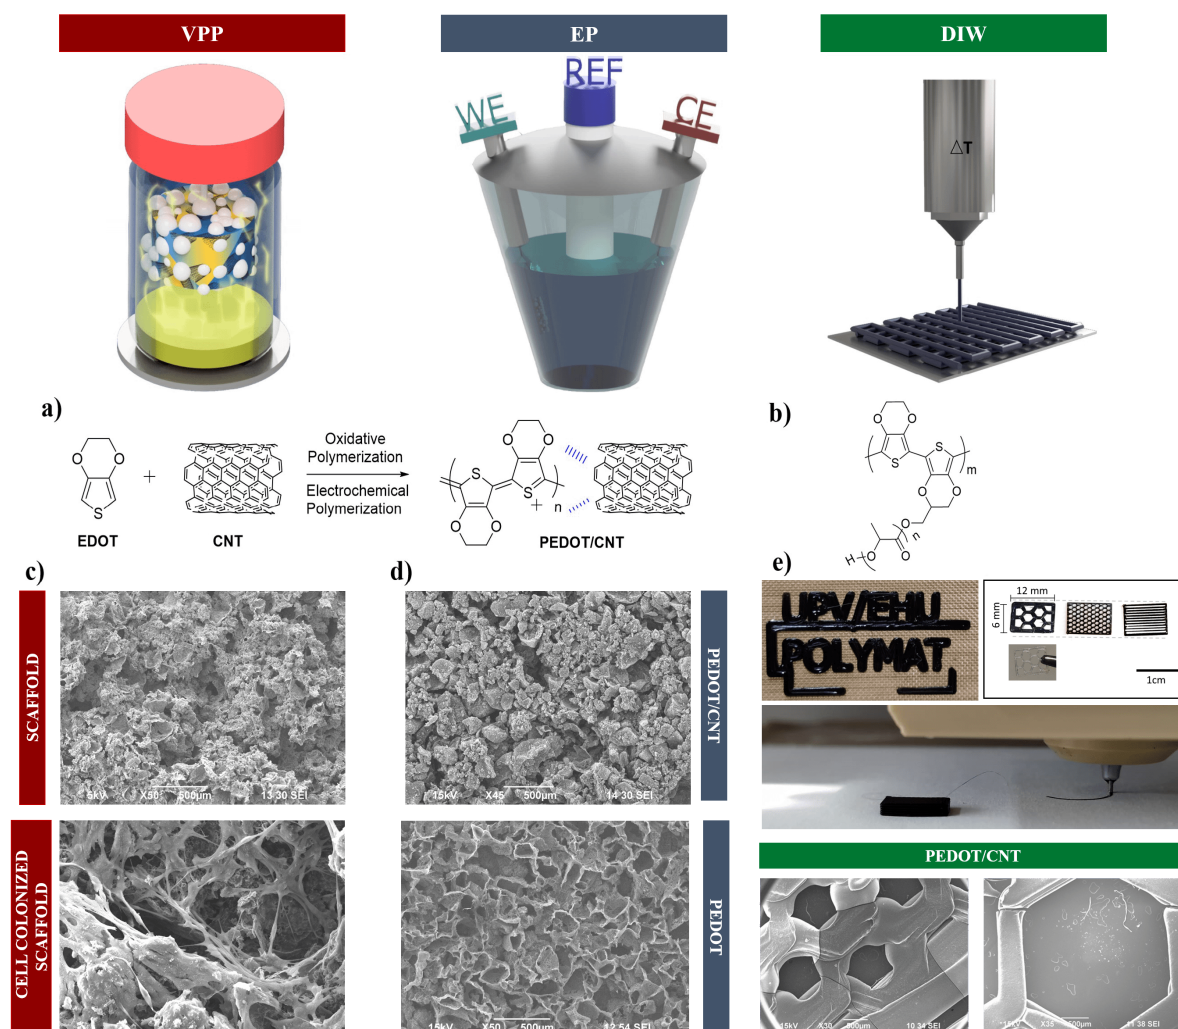 VPP
EP
DIW
WE
REF
CE
△T
a)
O
O
S
EDOT
+
CNT
Oxidative
Polymerization
Electrochemical
Polymerization
O
O
S
S
+
n
O
O
PEDOT/CNT
b)
O
O
S
S
m
O
O
O
n
H
O
O
c)
SCAFFOLD
5kV X50 500µm 13 30 SEI
CELL COLONIZED
SCAFFOLD
d)
15kV X45 500µm 14 30 SEI
PEDOT/CNT
15kV X50 500µm 12 54 SEI
PEDOT
e)
UPV/EHU
POLYMAT
12 mm
6 mm
1cm
PEDOT/CNT
15kV X30 500µm 10 34 SEI
15kV X35 500µm 11 38 SEI